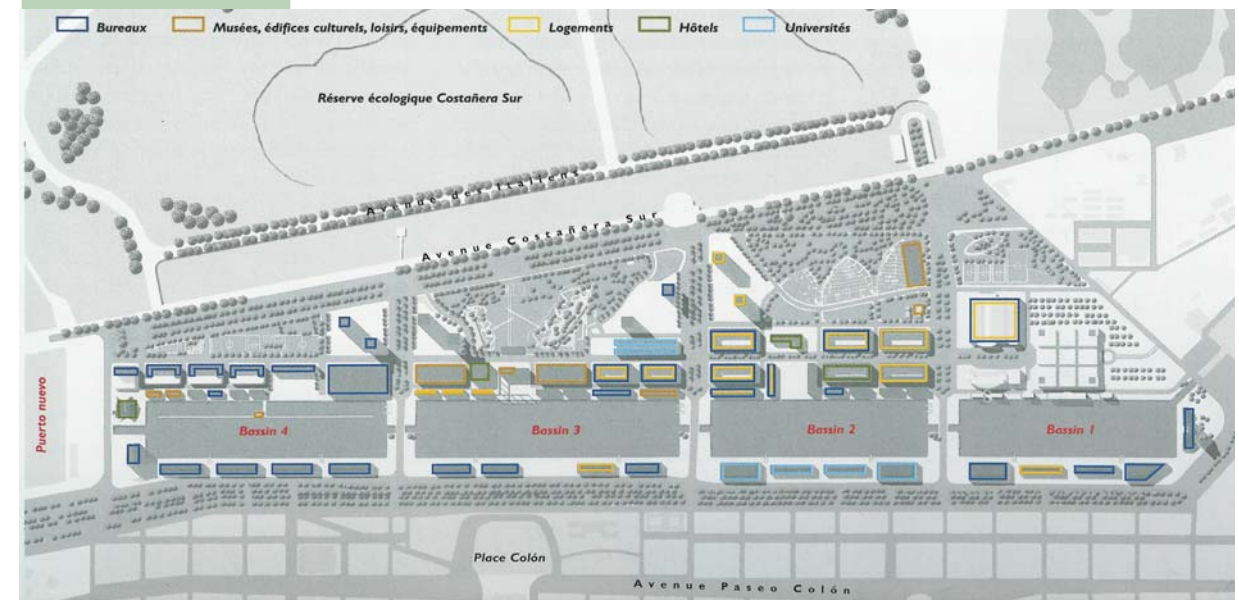 Bureaux
Musées, édifices culturels, loisirs, équipements
Logements
Hôtels
Universités
Réserve écologique Costañera Sur
Avenue des Italiens
Avenue Costañera Sur
Puerto nuevo
Bassin 4
Bassin 3
Bassin 2
Bassin 1
Place Colón
Avenue Paseo Colón